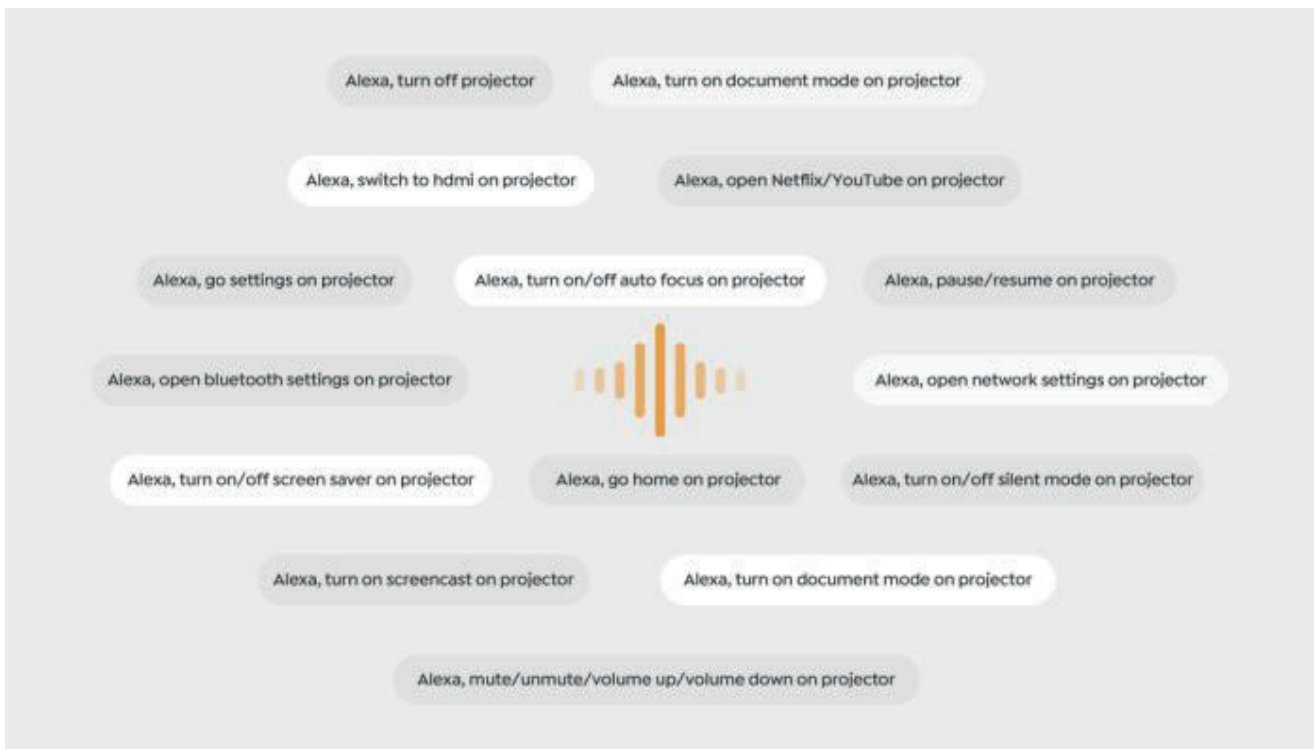 Alexa, turn off projector
Alexa, turn on document mode on projector
Alexa, switch to hdmi on projector
Alexa, open Netflix/YouTube on projector
Alexa, go settings on projector
Alexa, turn on/off auto focus on projector
Alexa, pause/resume on projector
Alexa, open bluetooth settings on projector
Alexa, open network settings on projector
Alexa, turn on/off screen saver on projector
Alexa, go home on projector
Alexa, turn on/off silent mode on projector
Alexa, turn on screencast on projector
Alexa, turn on document mode on projector
Alexa, mute/unmute/volume up/volume down on projector